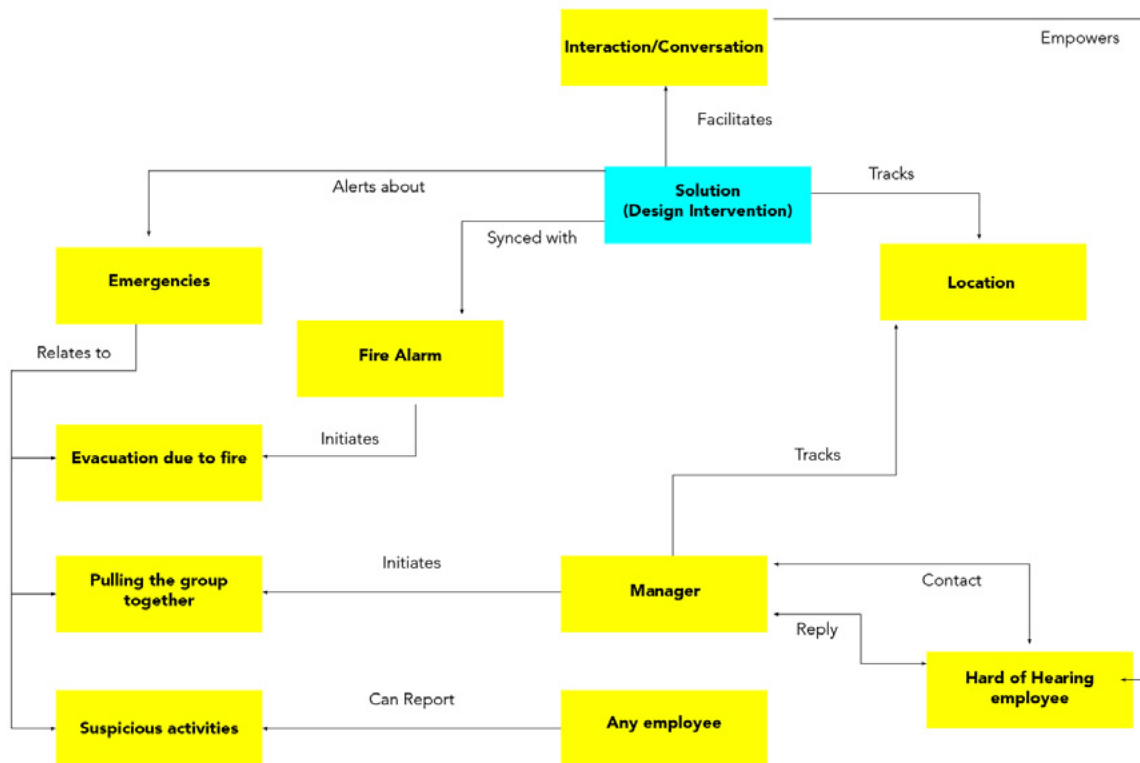 Interaction/Conversation
Empowers
Facilitates
Alerts about
Solution
(Design Intervention)
Tracks
Synced with
Emergencies
Location
Relates to
Fire Alarm
Evacuation due to fire
Initiates
Tracks
Pulling the group
together
Initiates
Manager
Contact
Reply
Hard of Hearing
employee
Suspicious activities
Can Report
Any employee